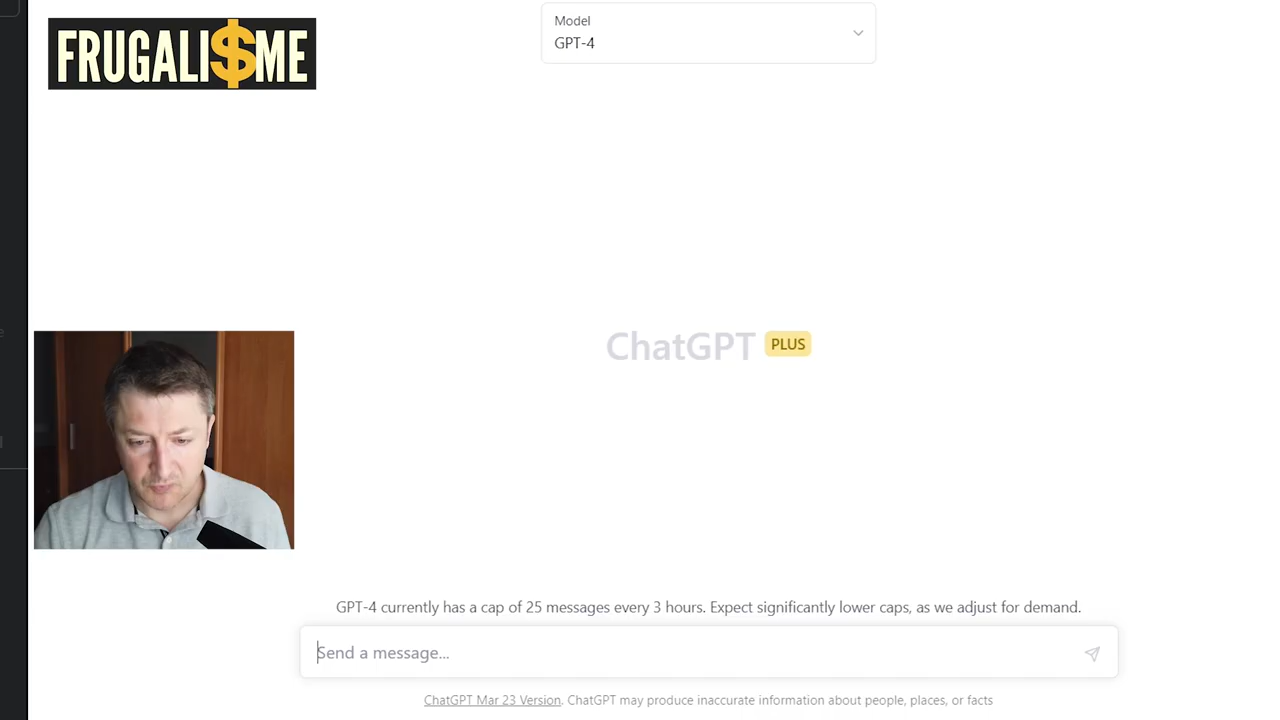 FRUGALI$ME
Model
GPT-4
ChatGPT PLUS
GPT-4 currently has a cap of 25 messages every 3 hours. Expect significantly lower caps, as we adjust for demand.
Send a message...
ChatGPT Mar 23 Version. ChatGPT may produce inaccurate information about people, places, or facts